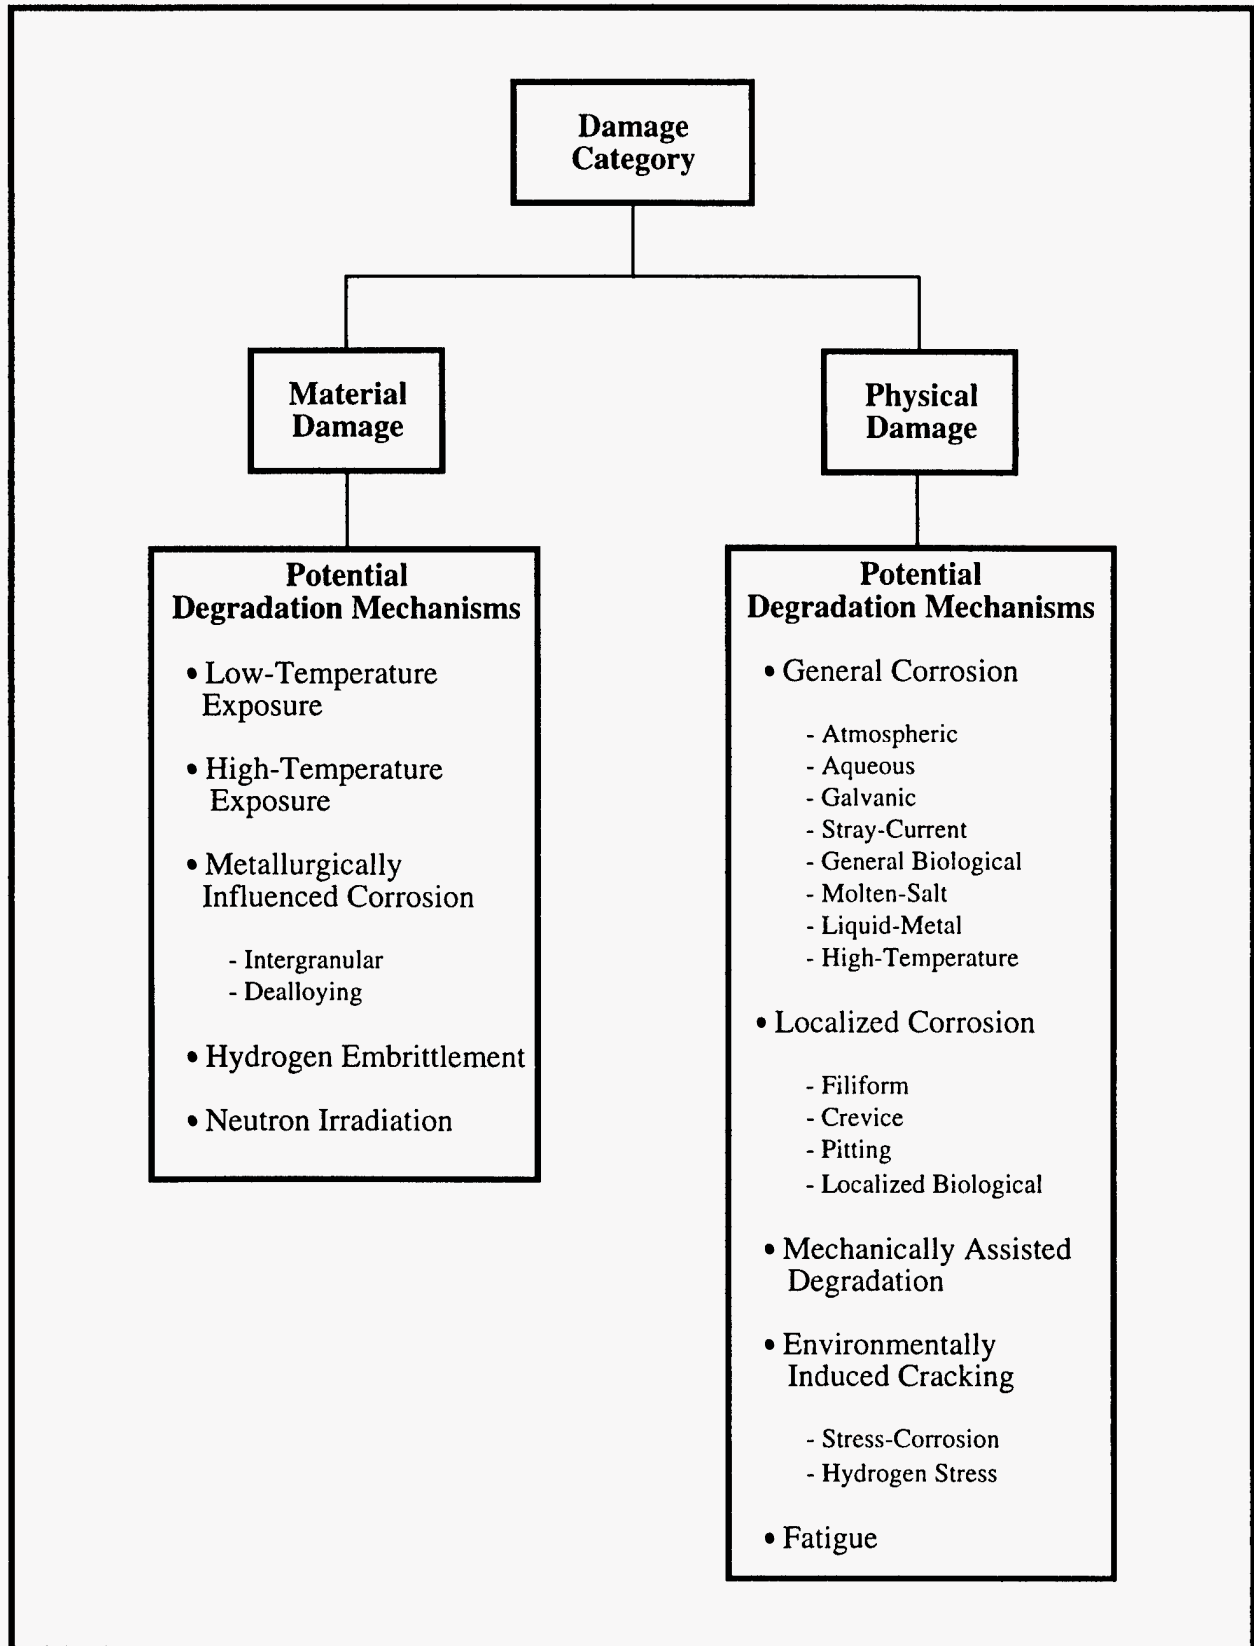 Damage
Category
Material
Damage
Physical
Damage
Potential
Degradation Mechanisms
• Low-Temperature
Exposure
• High-Temperature
Exposure
• Metallurgically
Influenced Corrosion
- Intergranular
- Dealloying
• Hydrogen Embrittlement
• Neutron Irradiation
Potential
Degradation Mechanisms
• General Corrosion
- Atmospheric
- Aqueous
- Galvanic
- Stray-Current
- General Biological
- Molten-Salt
- Liquid-Metal
- High-Temperature
• Localized Corrosion
- Filiform
- Crevice
- Pitting
- Localized Biological
• Mechanically Assisted
Degradation
• Environmentally
Induced Cracking
- Stress-Corrosion
- Hydrogen Stress
• Fatigue